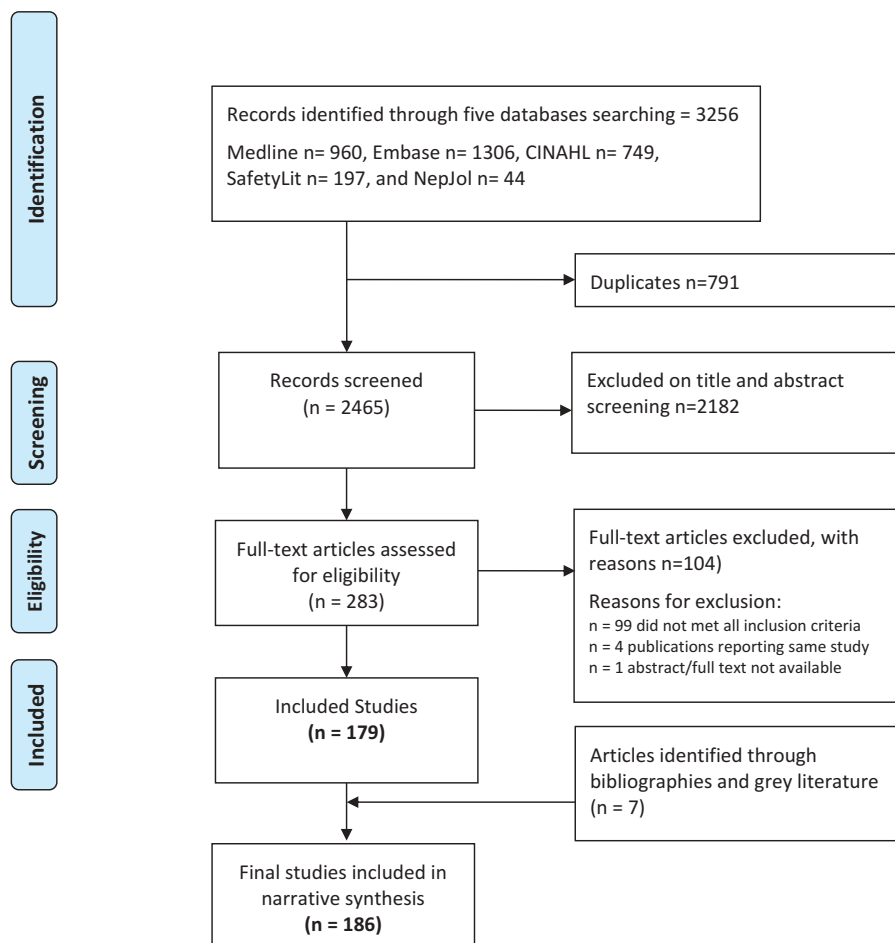 Identification
Records identified through five databases searching = 3256
Medline n= 960, Embase n= 1306, CINAHL n= 749,
SafetyLit n= 197, and NepJol n= 44
Duplicates n=791
Screening
Records screened
(n = 2465)
Excluded on title and abstract
screening n=2182
Eligibility
Full-text articles assessed
for eligibility
(n = 283)
Full-text articles excluded, with
reasons n=104)
Reasons for exclusion:
n = 99 did not met all inclusion criteria
n = 4 publications reporting same study
n = 1 abstract/full text not available
Included
Included Studies
(n = 179)
Articles identified through
bibliographies and grey literature
(n = 7)
Final studies included in
narrative synthesis
(n = 186)